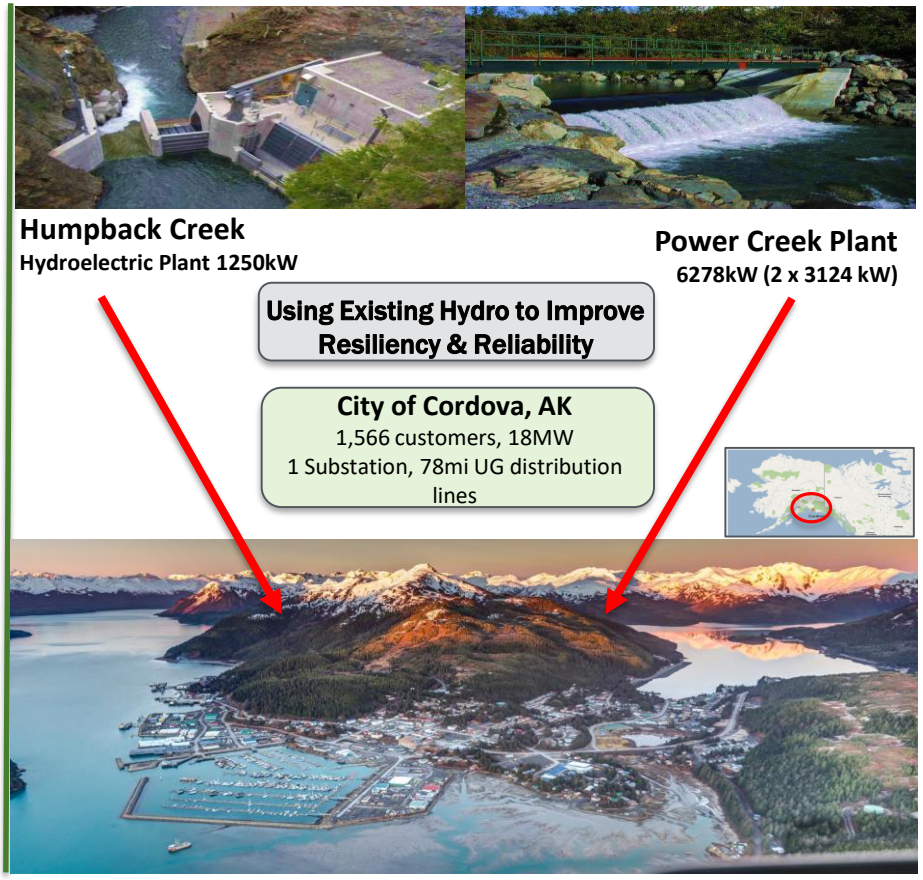 Humpback Creek
Hydroelectric Plant 1250kW
Power Creek Plant
6278kW (2 x 3124 kW)
Using Existing Hydro to Improve
Resiliency & Reliability
City of Cordova, AK
1,566 customers, 18MW
1 Substation, 78mi UG distribution
lines